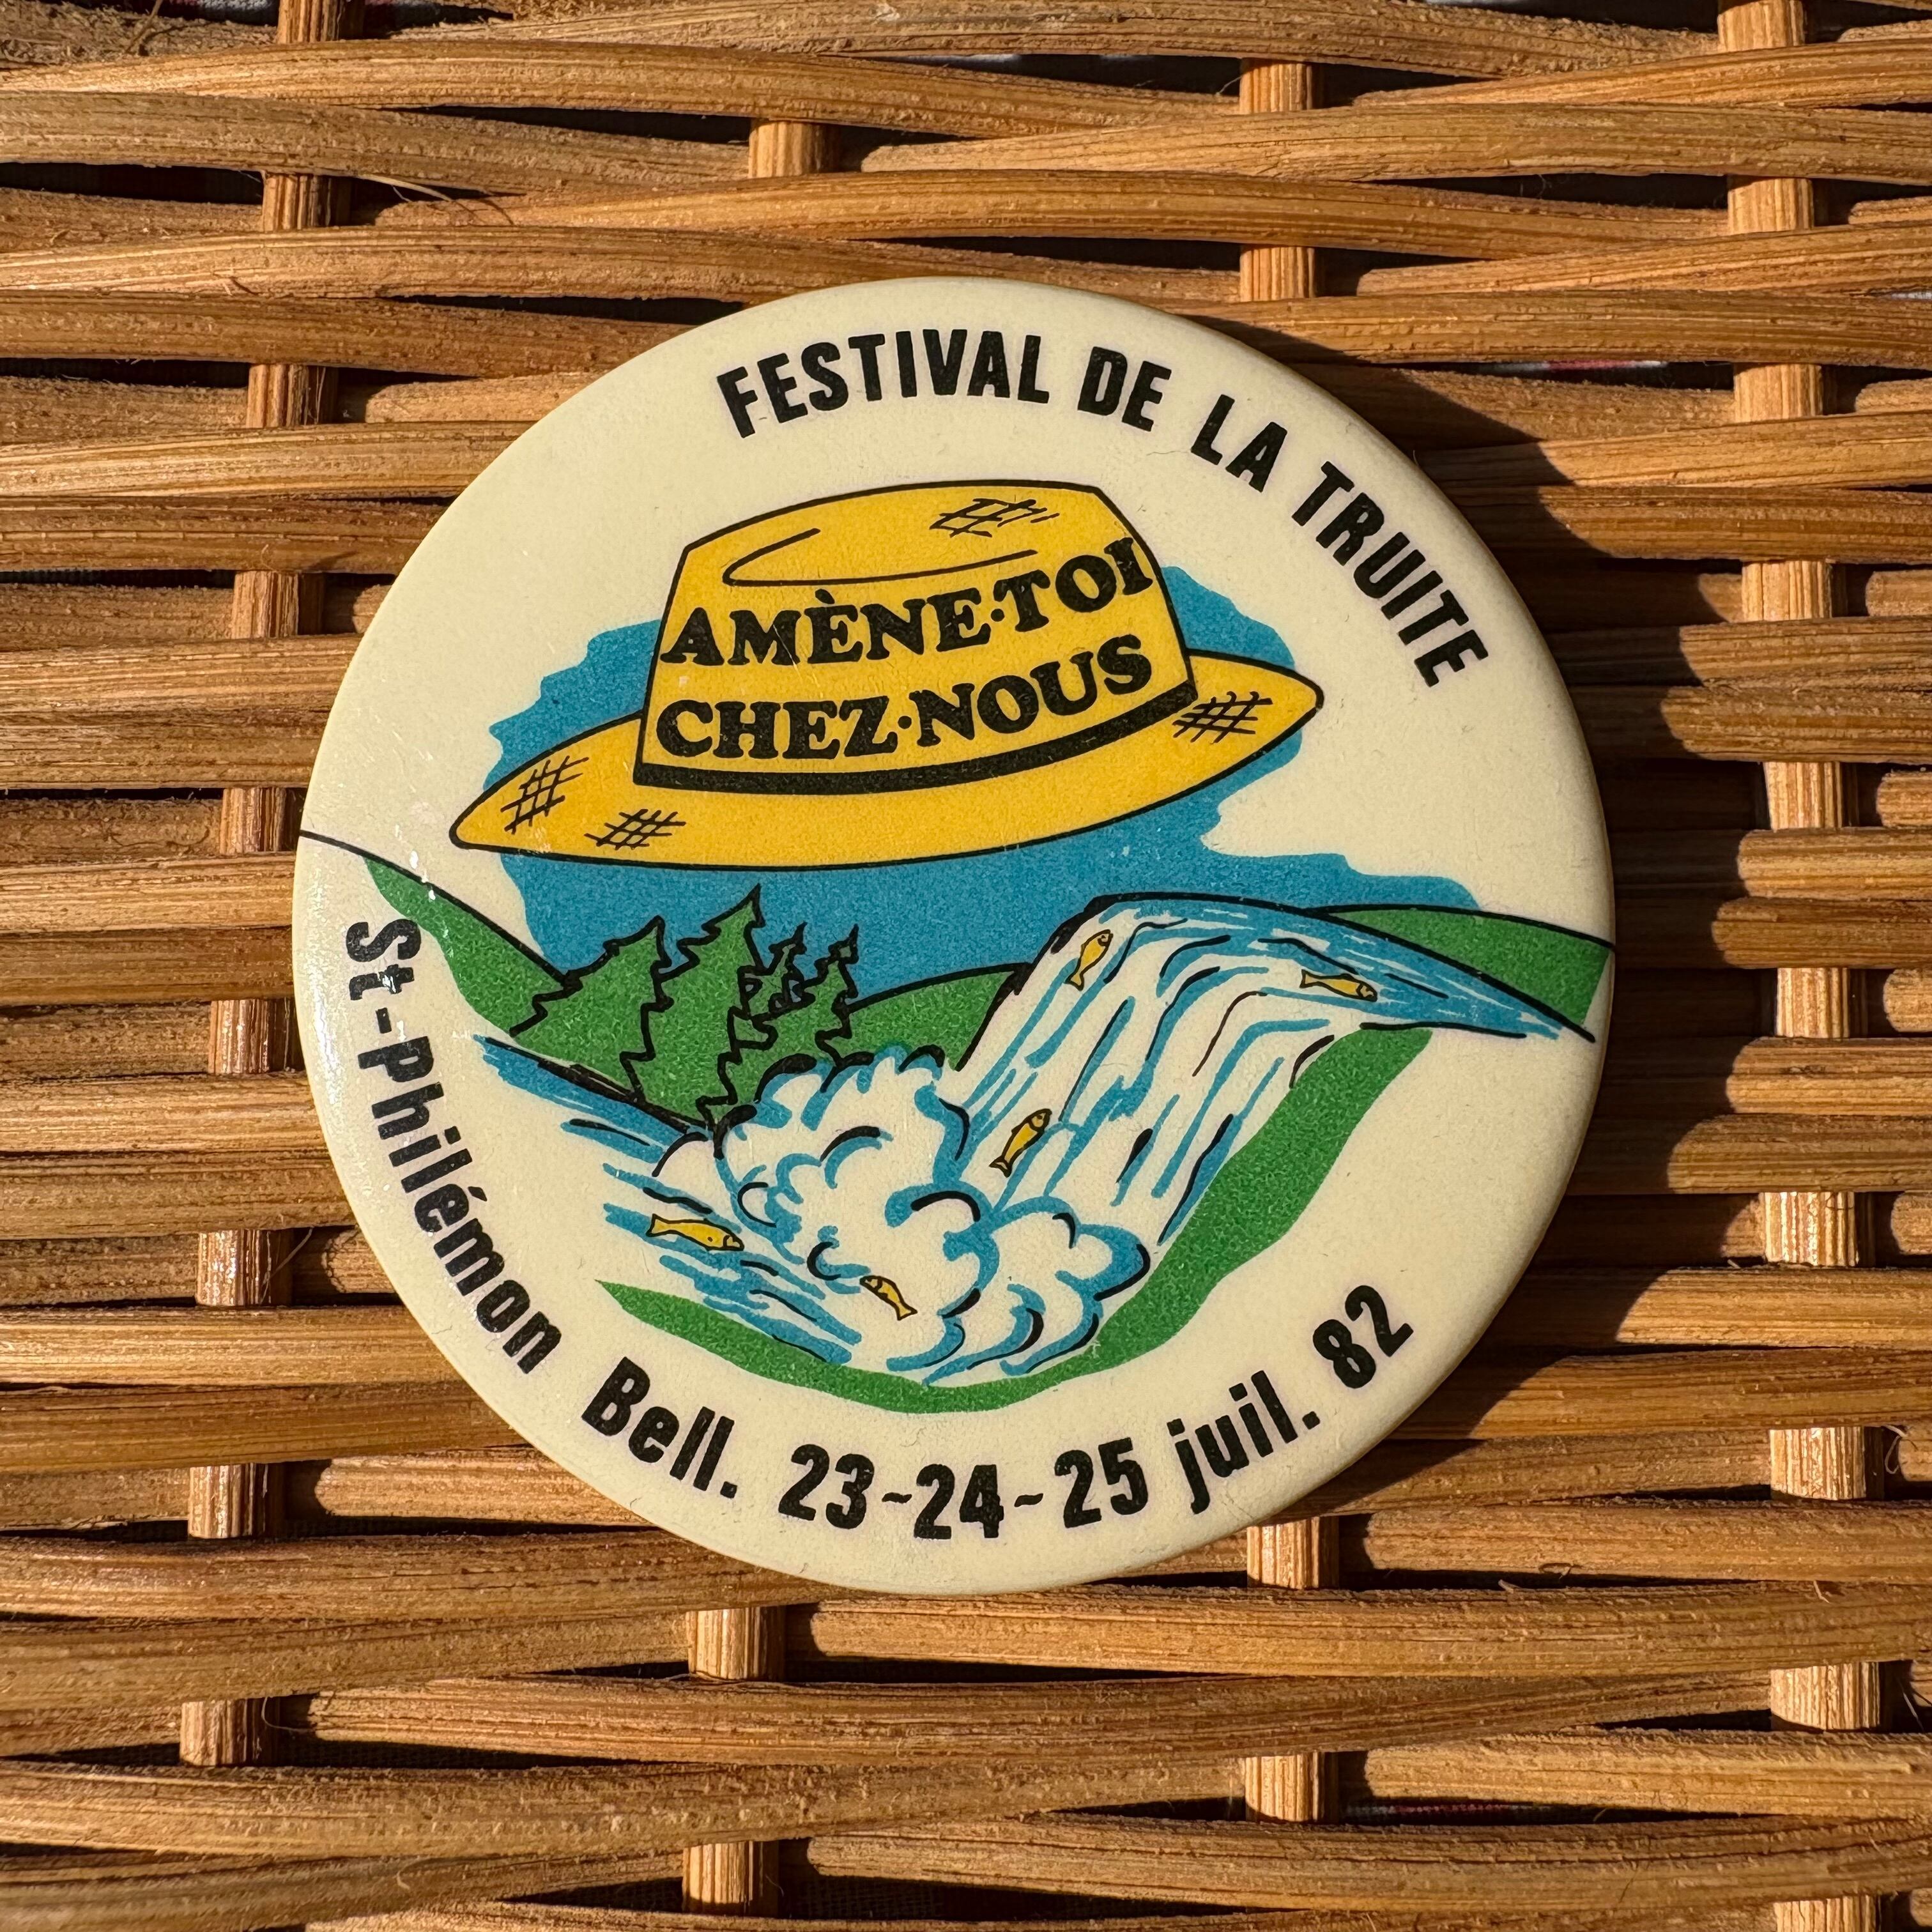 FESTIVAL DE LA TRUITE
AMÈNE·TOI
CHEZ·NOUS
St-Philémon Bell. 23-24-25 juil. 82